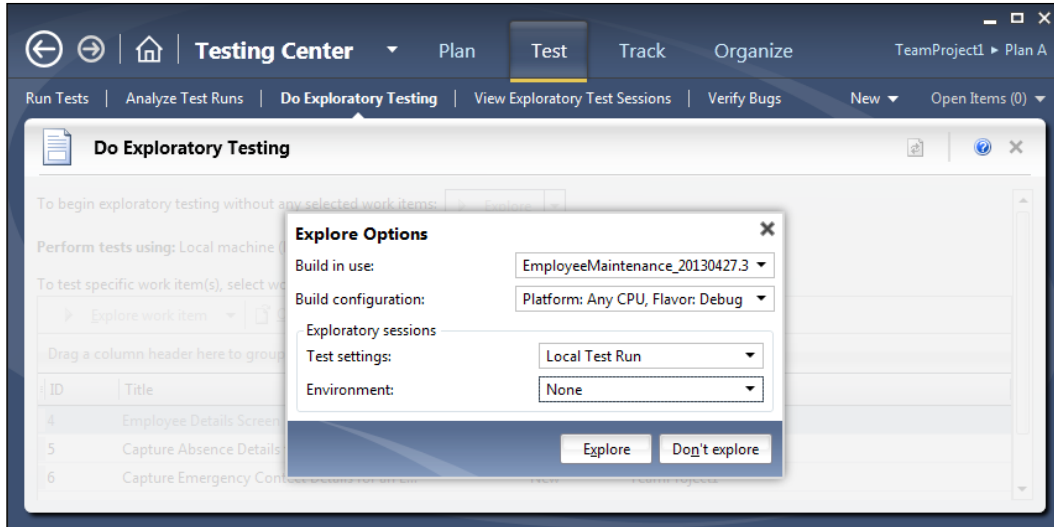 Testing Center Plan Test Track Organize TeamProject1 ▸ Plan A
Run Tests | Analyze Test Runs | Do Exploratory Testing | View Exploratory Test Sessions | Verify Bugs New Open Items (0)
Do Exploratory Testing
To begin exploratory testing without any selected work items: Explore
Perform tests using: Local machine
To test specific work item(s), select
Explore work item
Drag a column header here to group
ID Title
4 Employee Details Screen
5 Capture Absence Details
6 Capture Emergency Contact Details for an E... New TeamProject1
Explore Options
Build in use: EmployeeMaintenance_20130427.3
Build configuration: Platform: Any CPU, Flavor: Debug
Exploratory sessions
Test settings: Local Test Run
Environment: None
Explore Don't explore